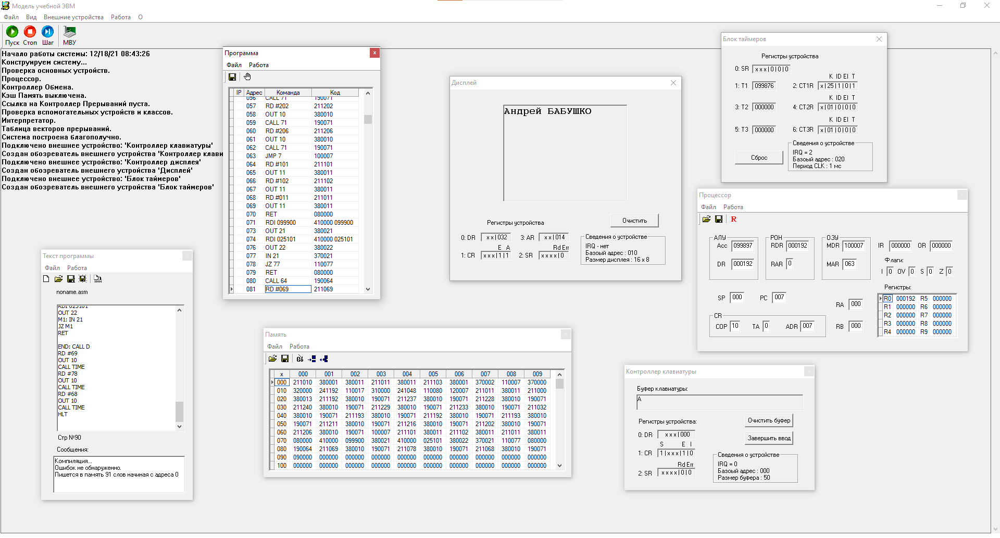 Модель учебной ЭВМ
Файл Вид Внешние устройства Работа О
Пуск Стоп Шаг МВУ
Начало работы системы: 12/18/21 08:43:26
Конструируем систему...
Проверка основных устройств.
Процессор.
Контроллер Обмена.
Кэш Память выключена.
Ссылка на Контроллер Прерываний пуста.
Проверка вспомогательных устройств и классов.
Интерпретатор.
Таблица векторов прерываний.
Система построена благополучно.
Подключено внешнее устройство: 'Контроллер клавиатуры'
Создан обозреватель внешнего устройства 'Контроллер клави
Подключено внешнее устройство: 'Контроллер дисплея'
Создан обозреватель внешнего устройства 'Дисплей'
Подключено внешнее устройство: 'Блок таймеров'
Создан обозреватель внешнего устройства 'Блок таймеров'
Программа
Файл Работа
IP Адрес Команда Код
056 CALL 71 190071
057 RD #202 211202
058 OUT 10 380010
059 CALL 71 190071
060 RD #206 211206
061 OUT 10 380010
062 CALL 71 190071
063 JMP 7 100007
064 RD #101 211101
065 OUT 11 380011
066 RD #102 211102
067 OUT 11 380011
068 RD #011 211011
069 OUT 11 380011
070 RET 080000
071 RDI 099900 410000 099900
073 OUT 21 380021
074 RDI 025101 410000 025101
076 OUT 22 380022
077 IN 21 370021
078 JZ 77 110077
079 RET 080000
080 CALL 64 190064
081 RD #069 211069
Дисплей
Андрей БАБУШКО
Очистить
Регистры устройства
0: DR xx|032 3: AR xx|014
E A Rd Err
1: CR xxx|1|1 2: SR xxxx|0
Сведения о устройстве
IRQ - нет
Базоый адрес : 010
Размер дисплея : 16 x 8
Блок таймеров
Регистры устройства
0: SR xxx|0|0|0
K ID EI T
1: T1 099876 2: CT1R x|25|1|0|1
K ID EI T
3: T2 000000 4: CT2R x|01|0|0|0
K ID EI T
5: T3 000000 6: CT3R x|01|0|0|0
Сброс
Сведения о устройстве
IRQ = 2
Базоый адрес : 020
Период CLK : 1 мс
Процессор
Файл Работа
R
АЛУ РОН ОЗУ
Acc 099897 RDR 000192 MDR 100007 IR 000000 OR 000000
DR 000192 RAR 0 MAR 063
Флаги:
I 0 OV 0 S 0 Z 0
SP 000 PC 007 RA 000
CR
COP 10 TA 0 ADR 007 RB 000
Регистры:
R0 000192 R5 000000
R1 000000 R6 000000
R2 000000 R7 000000
R3 000000 R8 000000
R4 000000 R9 000000
Текст программы
Файл Работа
noname.asm
RDI 025101
OUT 22
M1: IN 21
JZ M1
RET
END: CALL D
RD #69
OUT 10
CALL TIME
RD #78
OUT 10
CALL TIME
RD #68
OUT 10
CALL TIME
HLT
Стр №90
Сообщения:
Компиляция...
Ошибок не обнаруженно.
Пишется в память 91 слов начиная с адреса 0
Память
Файл Работа
Go
x 000 001 002 003 004 005 006 007 008 009
000 211010 380001 380011 211011 380011 211103 380001 370002 110007 370000
010 320000 241192 110017 310000 241048 110080 120007 211011 380011 211000
020 380013 211192 380010 190071 211237 380010 190071 211228 380010 190071
030 211240 380010 190071 211229 380010 190071 211233 380010 190071 211032
040 380010 190071 211193 380010 190071 211192 380010 190071 211193 380010
050 190071 211211 380010 190071 211216 380010 190071 211202 380010 190071
060 211206 380010 190071 100007 211101 380011 211102 380011 211011 380011
070 080000 410000 099900 380021 410000 025101 380022 370021 110077 080000
080 190064 211069 380010 190071 211078 380010 190071 211068 380010 190071
090 090000 000000 000000 000000 000000 000000 000000 000000 000000 000000
100 000000 000000 000000 000000 000000 000000 000000 000000 000000 000000
Контроллер клавиатуры
Буфер клавиатуры:
A
Регистры устройства:
Очистить буфер
0: DR xxx|000
Завершить ввод
S E I
1: CR 1|xxx|1|0
Rd Err
2: SR xxxx|0|0
Сведения о устройстве
IRQ = 0
Базоый адрес : 000
Размер буфера : 50